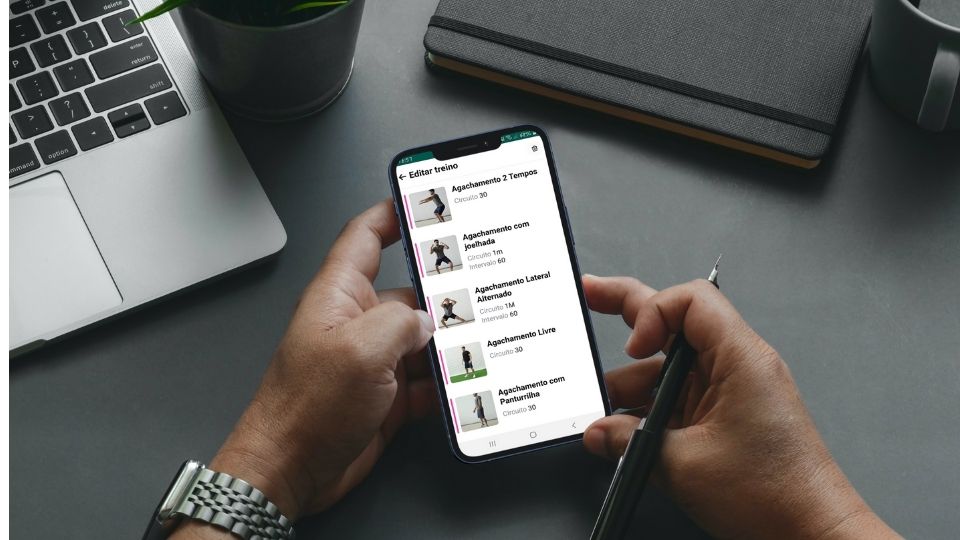 delete
enter
return
shift
command
option
Editar treino
Agachamento 2 Tempos
Circuito 30
Agachamento com
joelhada
Circuito 1m
Intervalo 60
Agachamento Lateral
Alternado
Circuito 1M
Intervalo 60
Agachamento Livre
Circuito 30
Agachamento com
Panturrilha
Circuito 30